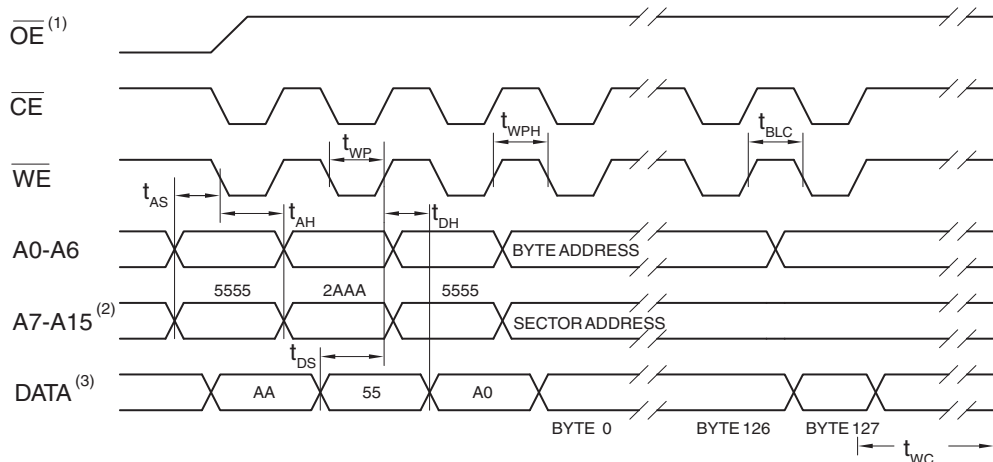 OE (1)
CE
tWP
tWPH
tBLC
WE
tAS
tAH
tDH
A0-A6
BYTE ADDRESS
5555
2AAA
5555
A7-A15 (2)
SECTOR ADDRESS
tDS
DATA (3)
AA
55
A0
BYTE 0
BYTE 126
BYTE 127
tWC